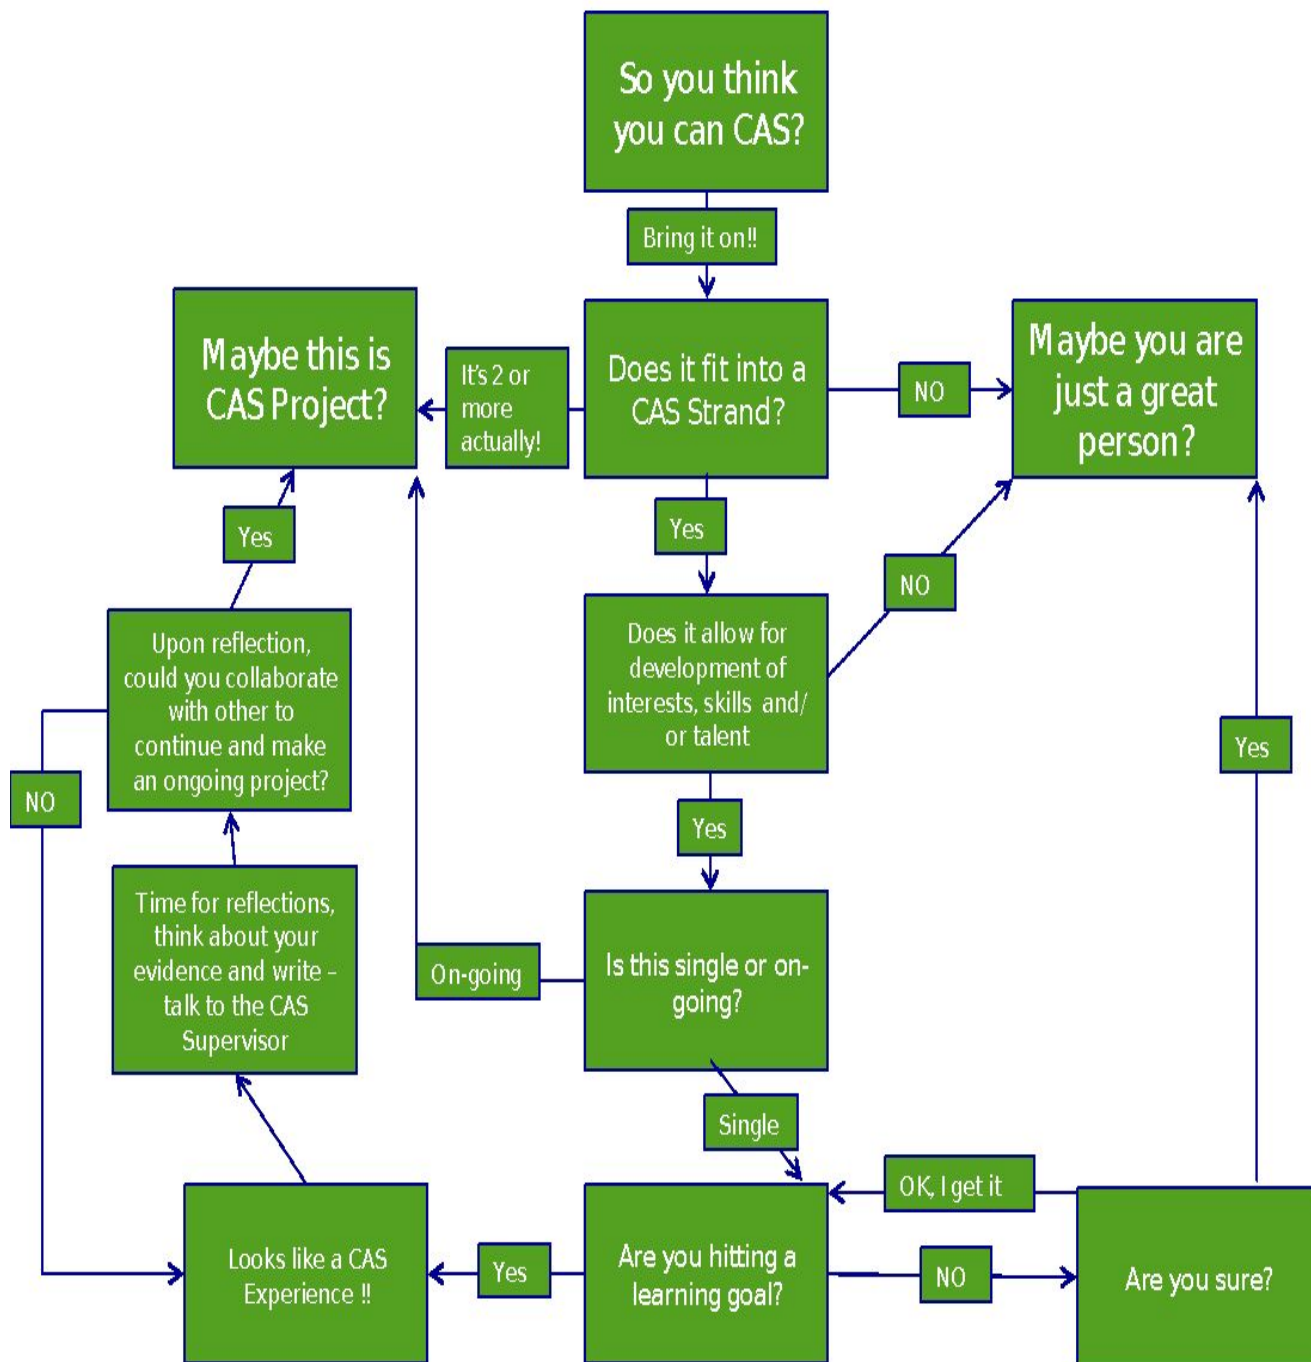 So you think
you can CAS?
Bring it on!!
Maybe this is
CAS Project?
It's 2 or
more
actually!
Does it fit into a
CAS Strand?
NO
Maybe you are
just a great
person?
Yes
Yes
NO
Upon reflection,
could you collaborate
with other to
continue and make
an ongoing project?
Does it allow for
development of
interests, skills and/
or talent
NO
Yes
Yes
Time for reflections,
think about your
evidence and write –
talk to the CAS
Supervisor
On-going
Is this single or on-
going?
Single
OK, I get it
Looks like a CAS
Experience !!
Yes
Are you hitting a
learning goal?
NO
Are you sure?